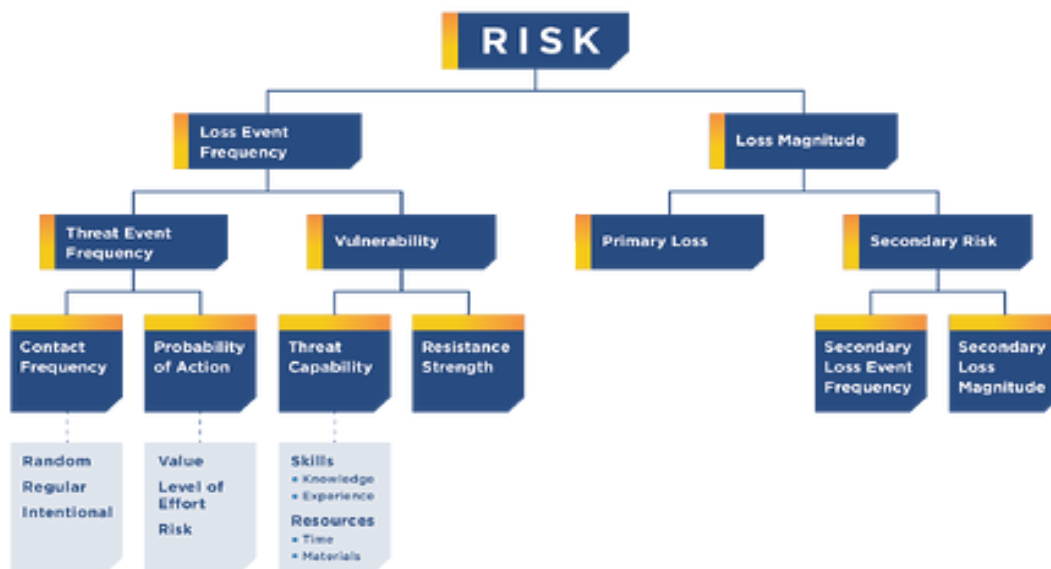 RISK
Loss Event
Frequency
Loss Magnitude
Threat Event
Frequency
Vulnerability
Primary Loss
Secondary Risk
Contact
Frequency
Probability
of Action
Threat
Capability
Resistance
Strength
Secondary
Loss Event
Frequency
Secondary
Loss
Magnitude
Random
Regular
Intentional
Value
Level of
Effort
Risk
Skills
• Knowledge
• Experience
Resources
• Time
• Materials